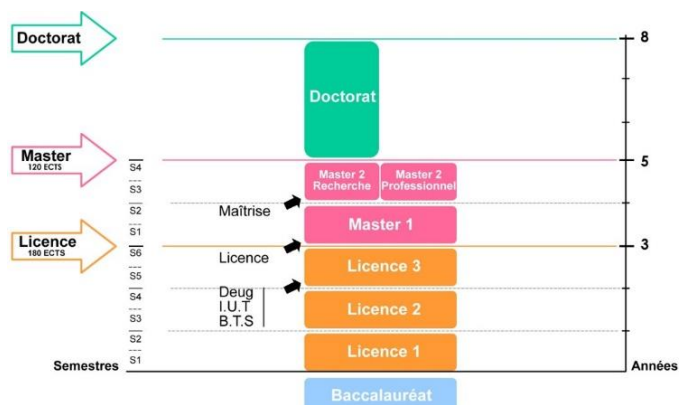 Doctorat
8
Doctorat
Master
120 ECTS
5
S4
Master 2
Recherche
Master 2
Professionnel
S3
Maîtrise
S2
Master 1
S1
Licence
180 ECTS
3
S6
Licence
Licence 3
S5
Deug
I.U.T
B.T.S
S4
Licence 2
S3
S2
Licence 1
S1
Semestres
Années
Baccalauréat